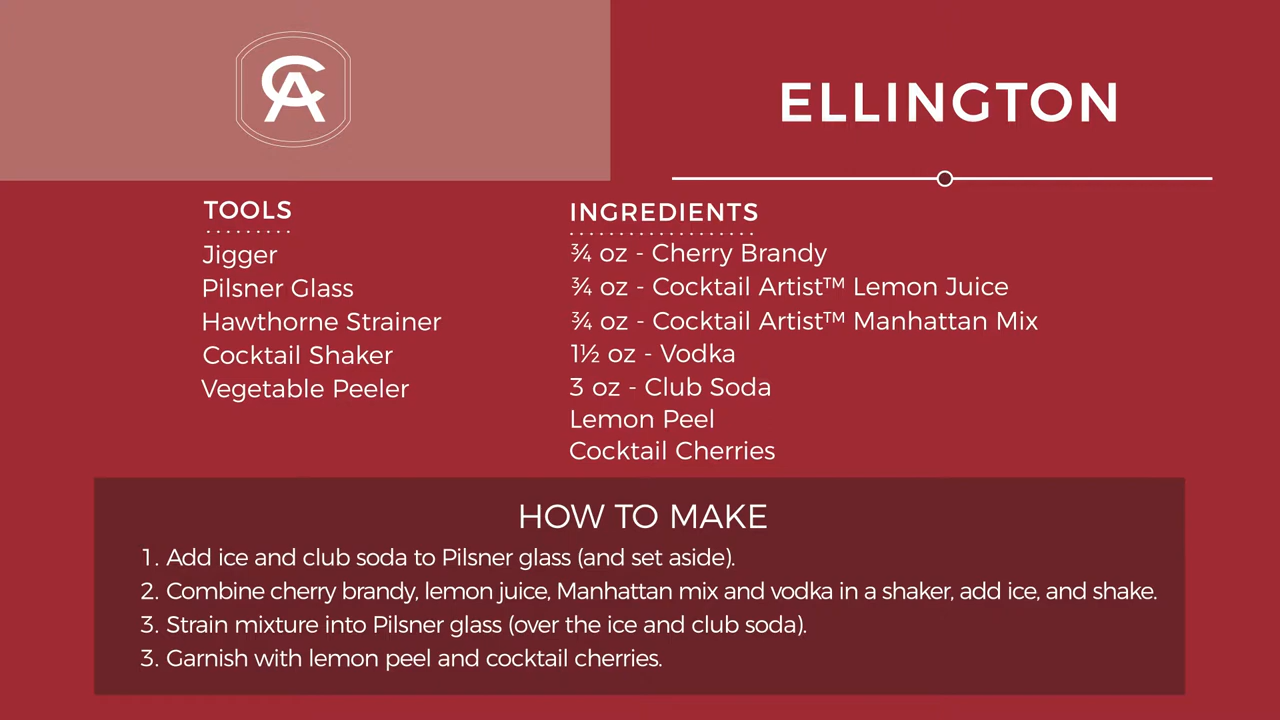 CA
ELLINGTON
TOOLS
Jigger
Pilsner Glass
Hawthorne Strainer
Cocktail Shaker
Vegetable Peeler
INGREDIENTS
¾ oz - Cherry Brandy
¾ oz - Cocktail Artist™ Lemon Juice
¾ oz - Cocktail Artist™ Manhattan Mix
1½ oz - Vodka
3 oz - Club Soda
Lemon Peel
Cocktail Cherries
HOW TO MAKE
1. Add ice and club soda to Pilsner glass (and set aside).
2. Combine cherry brandy, lemon juice, Manhattan mix and vodka in a shaker, add ice, and shake.
3. Strain mixture into Pilsner glass (over the ice and club soda).
3. Garnish with lemon peel and cocktail cherries.